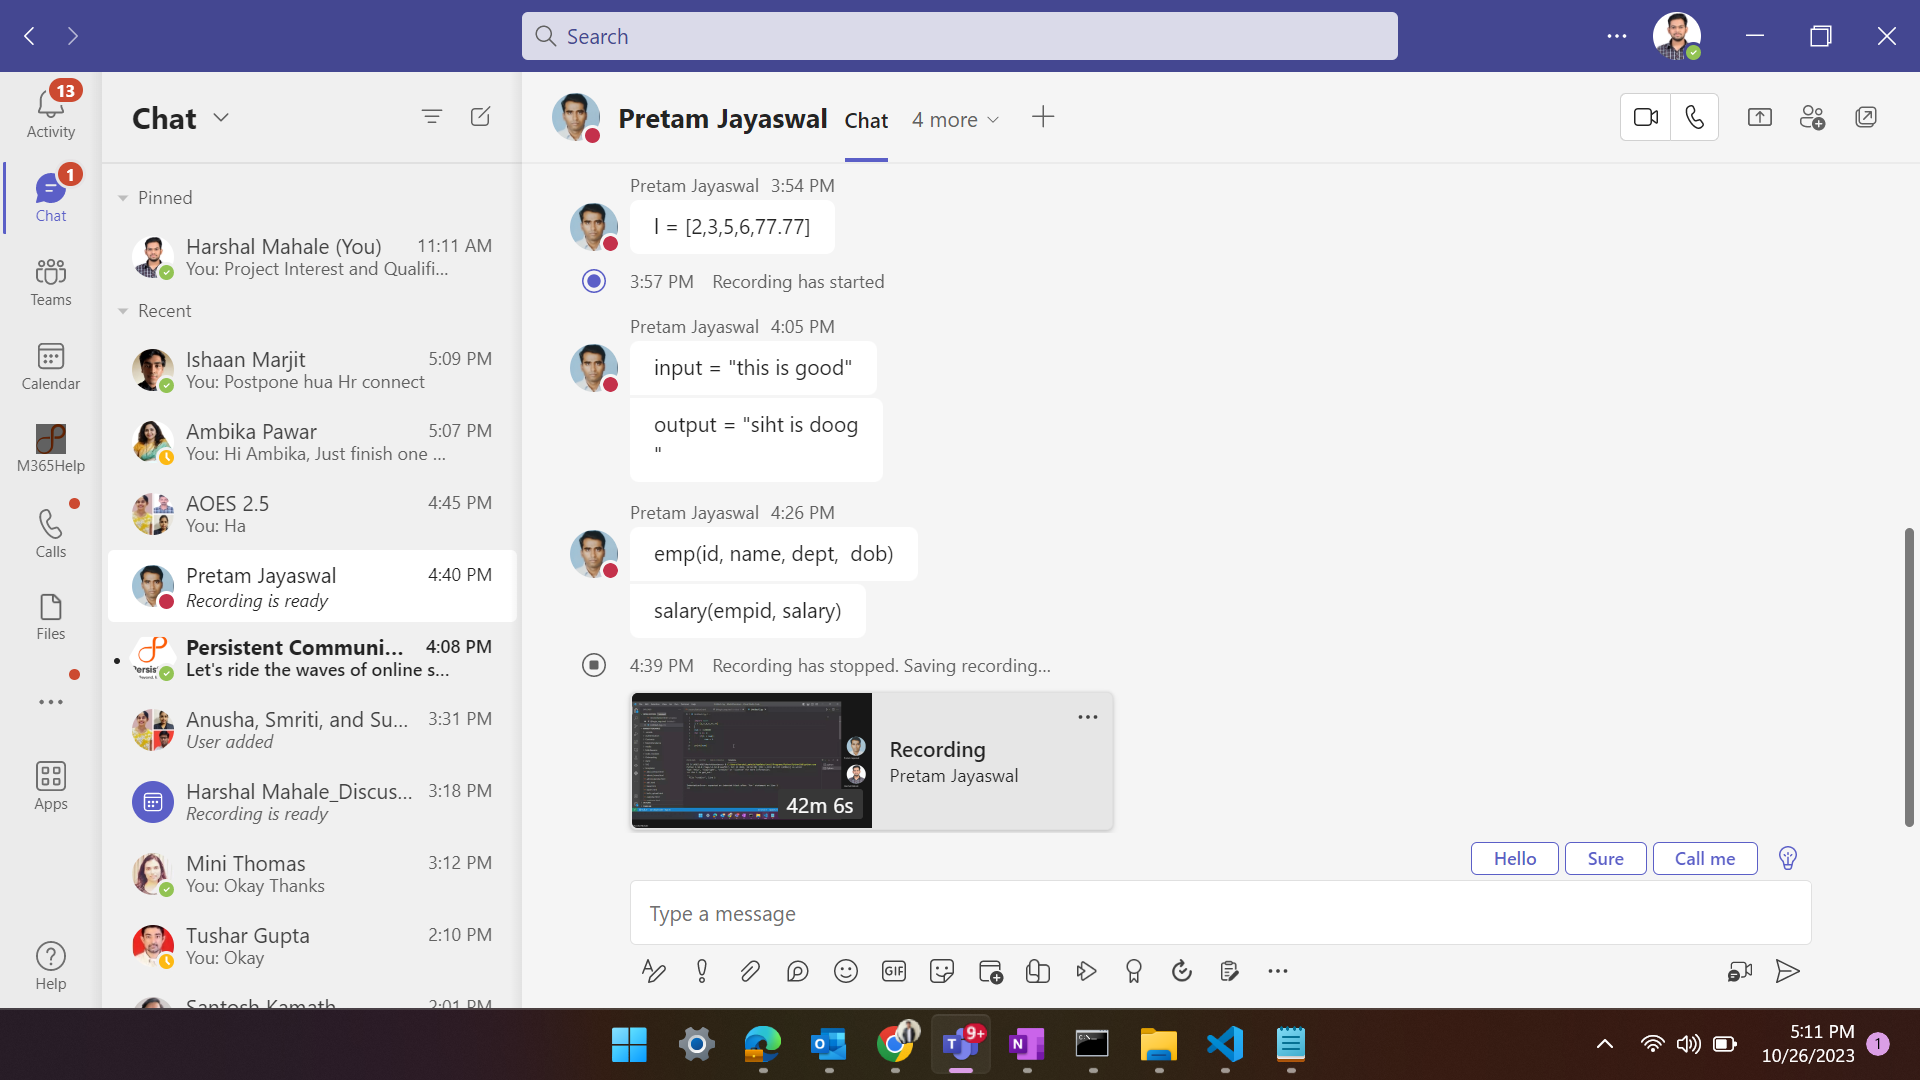 Search
13
Activity
1
Chat
Teams
Calendar
M365Help
Calls
Files
Apps
Help
Chat
Pinned
Harshal Mahale (You) 11:11 AM
You: Project Interest and Qualifi...
Recent
Ishaan Marjit 5:09 PM
You: Postpone hua Hr connect
Ambika Pawar 5:07 PM
You: Hi Ambika, Just finish one ...
AOES 2.5 4:45 PM
You: Ha
Pretam Jayaswal 4:40 PM
Recording is ready
Persistent Communi... 4:08 PM
Let's ride the waves of online s...
Anusha, Smriti, and Su... 3:31 PM
User added
Harshal Mahale_Discus... 3:18 PM
Recording is ready
Mini Thomas 3:12 PM
You: Okay Thanks
Tushar Gupta 2:10 PM
You: Okay
Santosh Kamath 2:01 PM
Pretam Jayaswal Chat 4 more
Pretam Jayaswal 3:54 PM
l = [2,3,5,6,77.77]
3:57 PM Recording has started
Pretam Jayaswal 4:05 PM
input = "this is good"
output = "siht is doog
"
Pretam Jayaswal 4:26 PM
emp(id, name, dept,  dob)
salary(empid, salary)
4:39 PM Recording has stopped. Saving recording...
42m 6s
Recording
Pretam Jayaswal
Hello Sure Call me
Type a message
GIF
9+
5:11 PM
10/26/2023
1